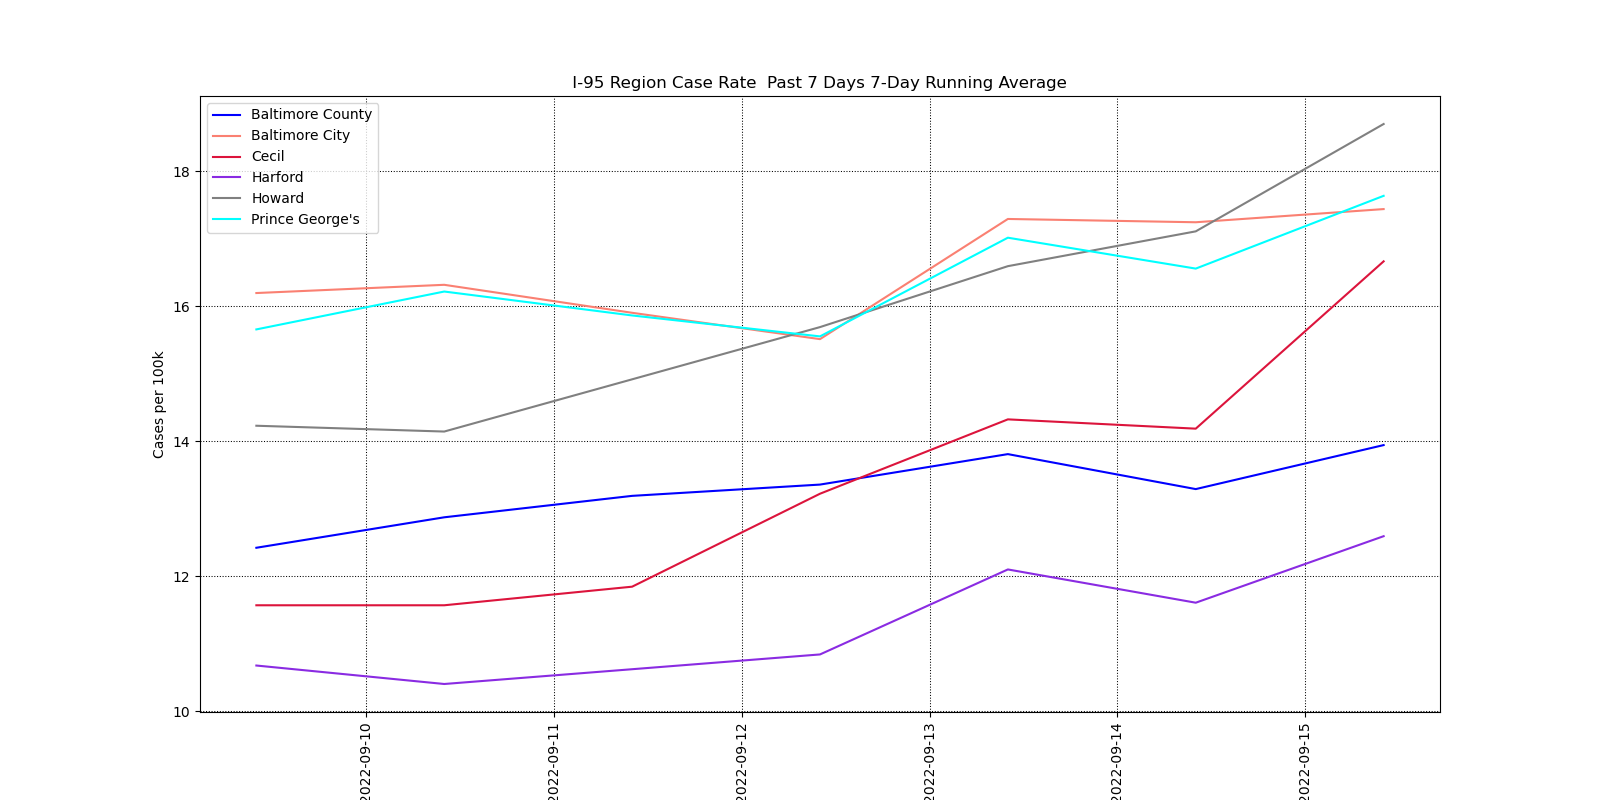 I-95 Region Case Rate  Past 7 Days 7-Day Running Average
Baltimore County
Baltimore City
Cecil
Harford
Howard
Prince George's
Cases per 100k
18
16
14
12
10
2022-09-10
2022-09-11
2022-09-12
2022-09-13
2022-09-14
2022-09-15